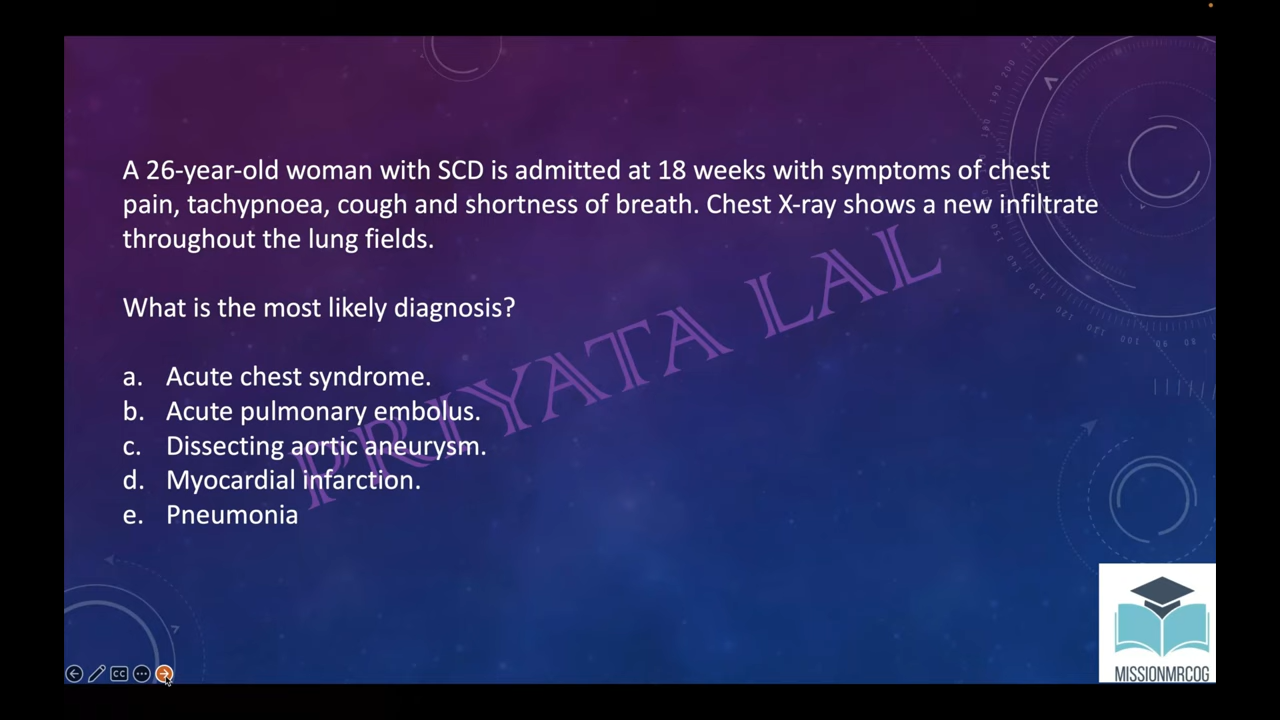 A 26-year-old woman with SCD is admitted at 18 weeks with symptoms of chest
pain, tachypnoea, cough and shortness of breath. Chest X-ray shows a new infiltrate
throughout the lung fields.
What is the most likely diagnosis?
a. Acute chest syndrome.
b. Acute pulmonary embolus.
c. Dissecting aortic aneurysm.
d. Myocardial infarction.
e. Pneumonia
PRIYATA LAL
MISSIONMRCOG
CC